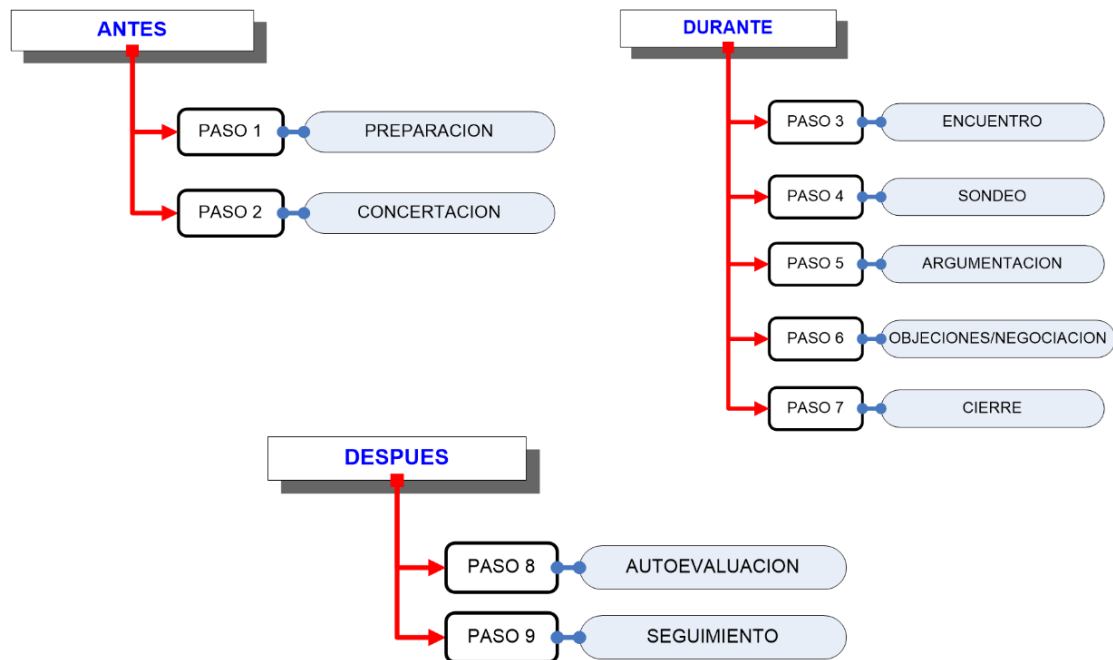 ANTES
PASO 1 PREPARACION
PASO 2 CONCERTACION
DURANTE
PASO 3 ENCUENTRO
PASO 4 SONDEO
PASO 5 ARGUMENTACION
PASO 6 OBJECIONES/NEGOCIACION
PASO 7 CIERRE
DESPUES
PASO 8 AUTOEVALUACION
PASO 9 SEGUIMIENTO